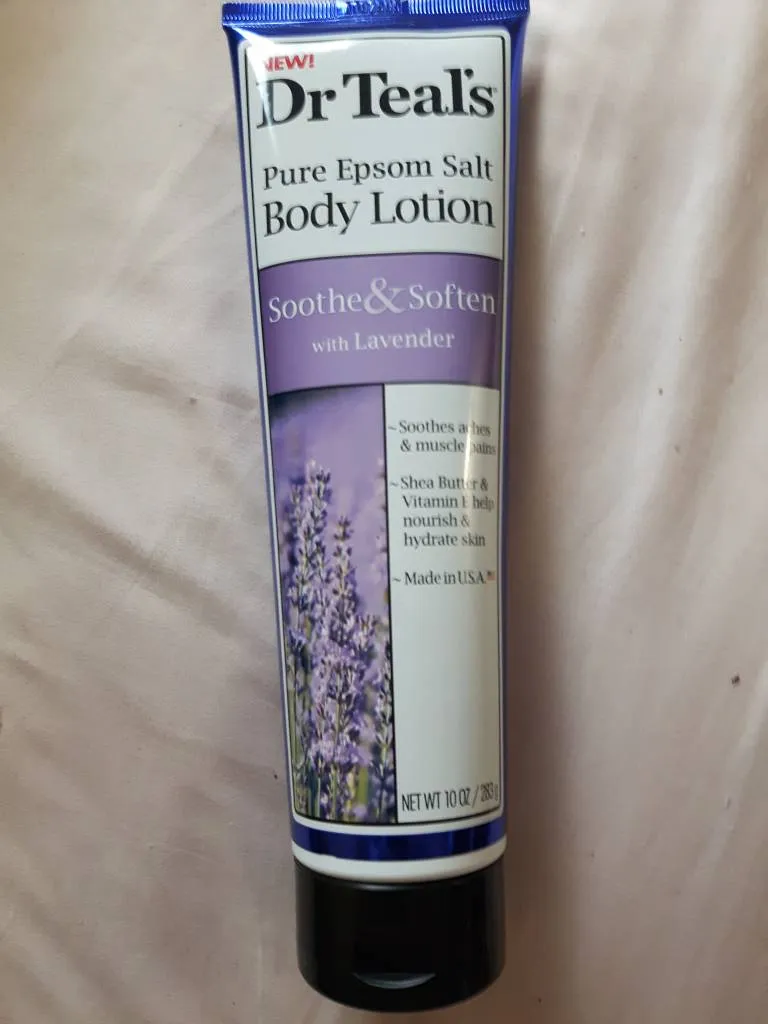 NEW!
Dr Teal's
Pure Epsom Salt
Body Lotion
Soothe & Soften
with Lavender
~Soothes aches
& muscle pains
~Shea Butter &
Vitamin E help
nourish &
hydrate skin
~Made in U.S.A.
NET WT 10 OZ / 283 g